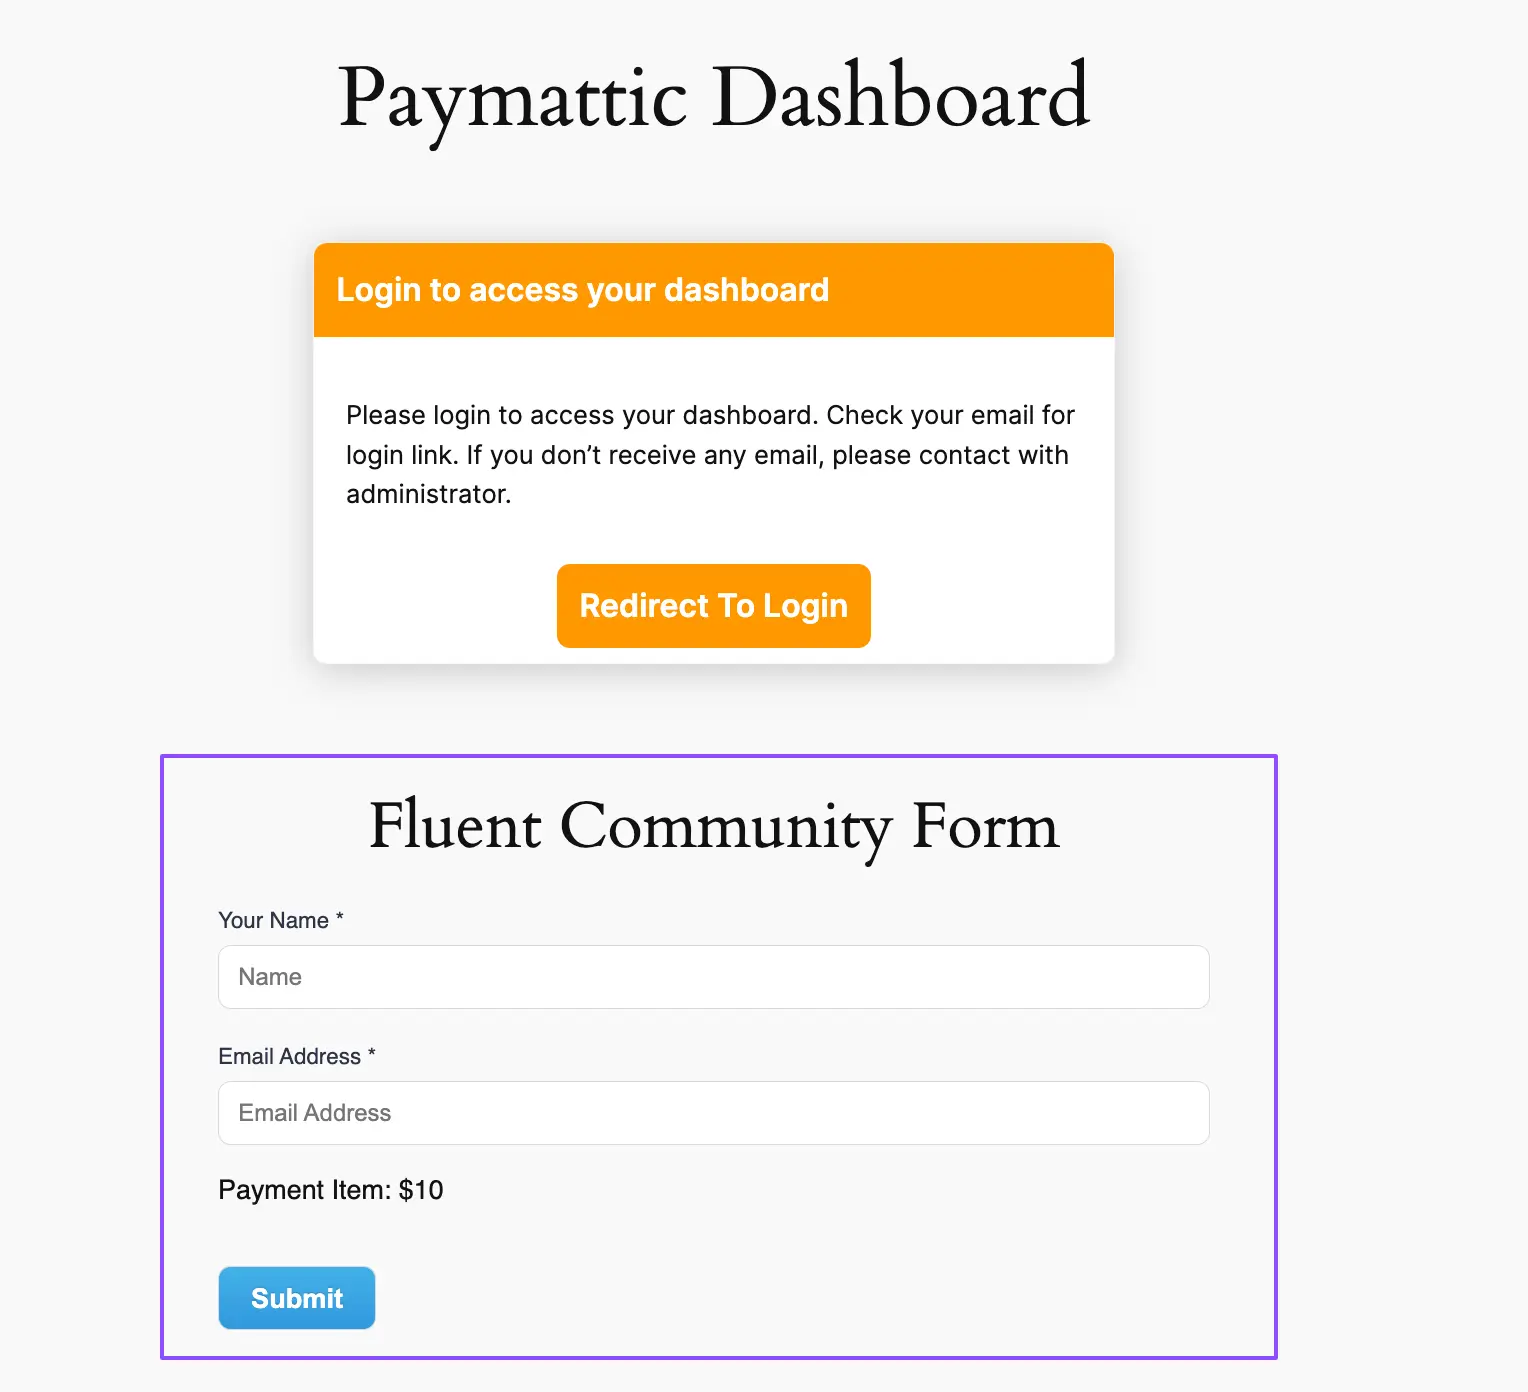 Paymattic Dashboard
Login to access your dashboard
Please login to access your dashboard. Check your email for
login link. If you don’t receive any email, please contact with
administrator.
Redirect To Login
Fluent Community Form
Your Name *
Name
Email Address *
Email Address
Payment Item: $10
Submit